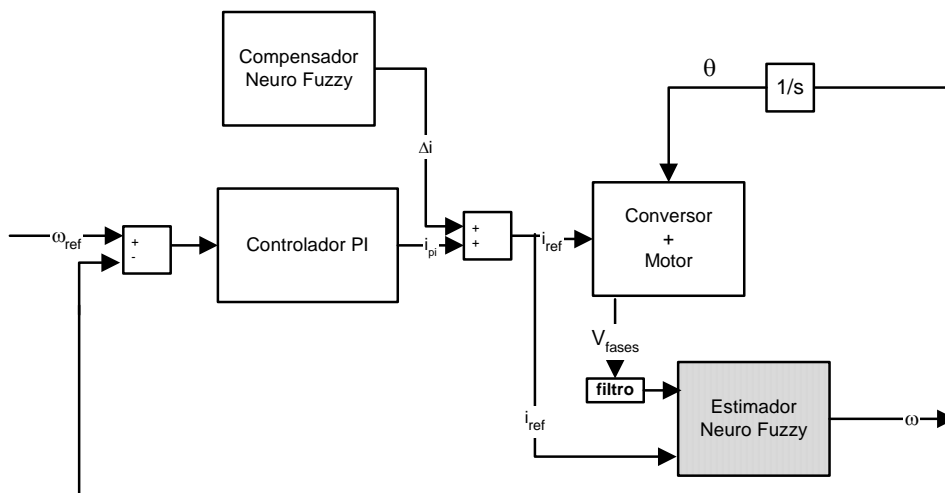 Compensador
Neuro Fuzzy
θ
1/s
Δi
ω_ref
+
-
Controlador PI
i_pi
+
+
i_ref
Conversor
+
Motor
V_fases
filtro
i_ref
Estimador
Neuro Fuzzy
ω